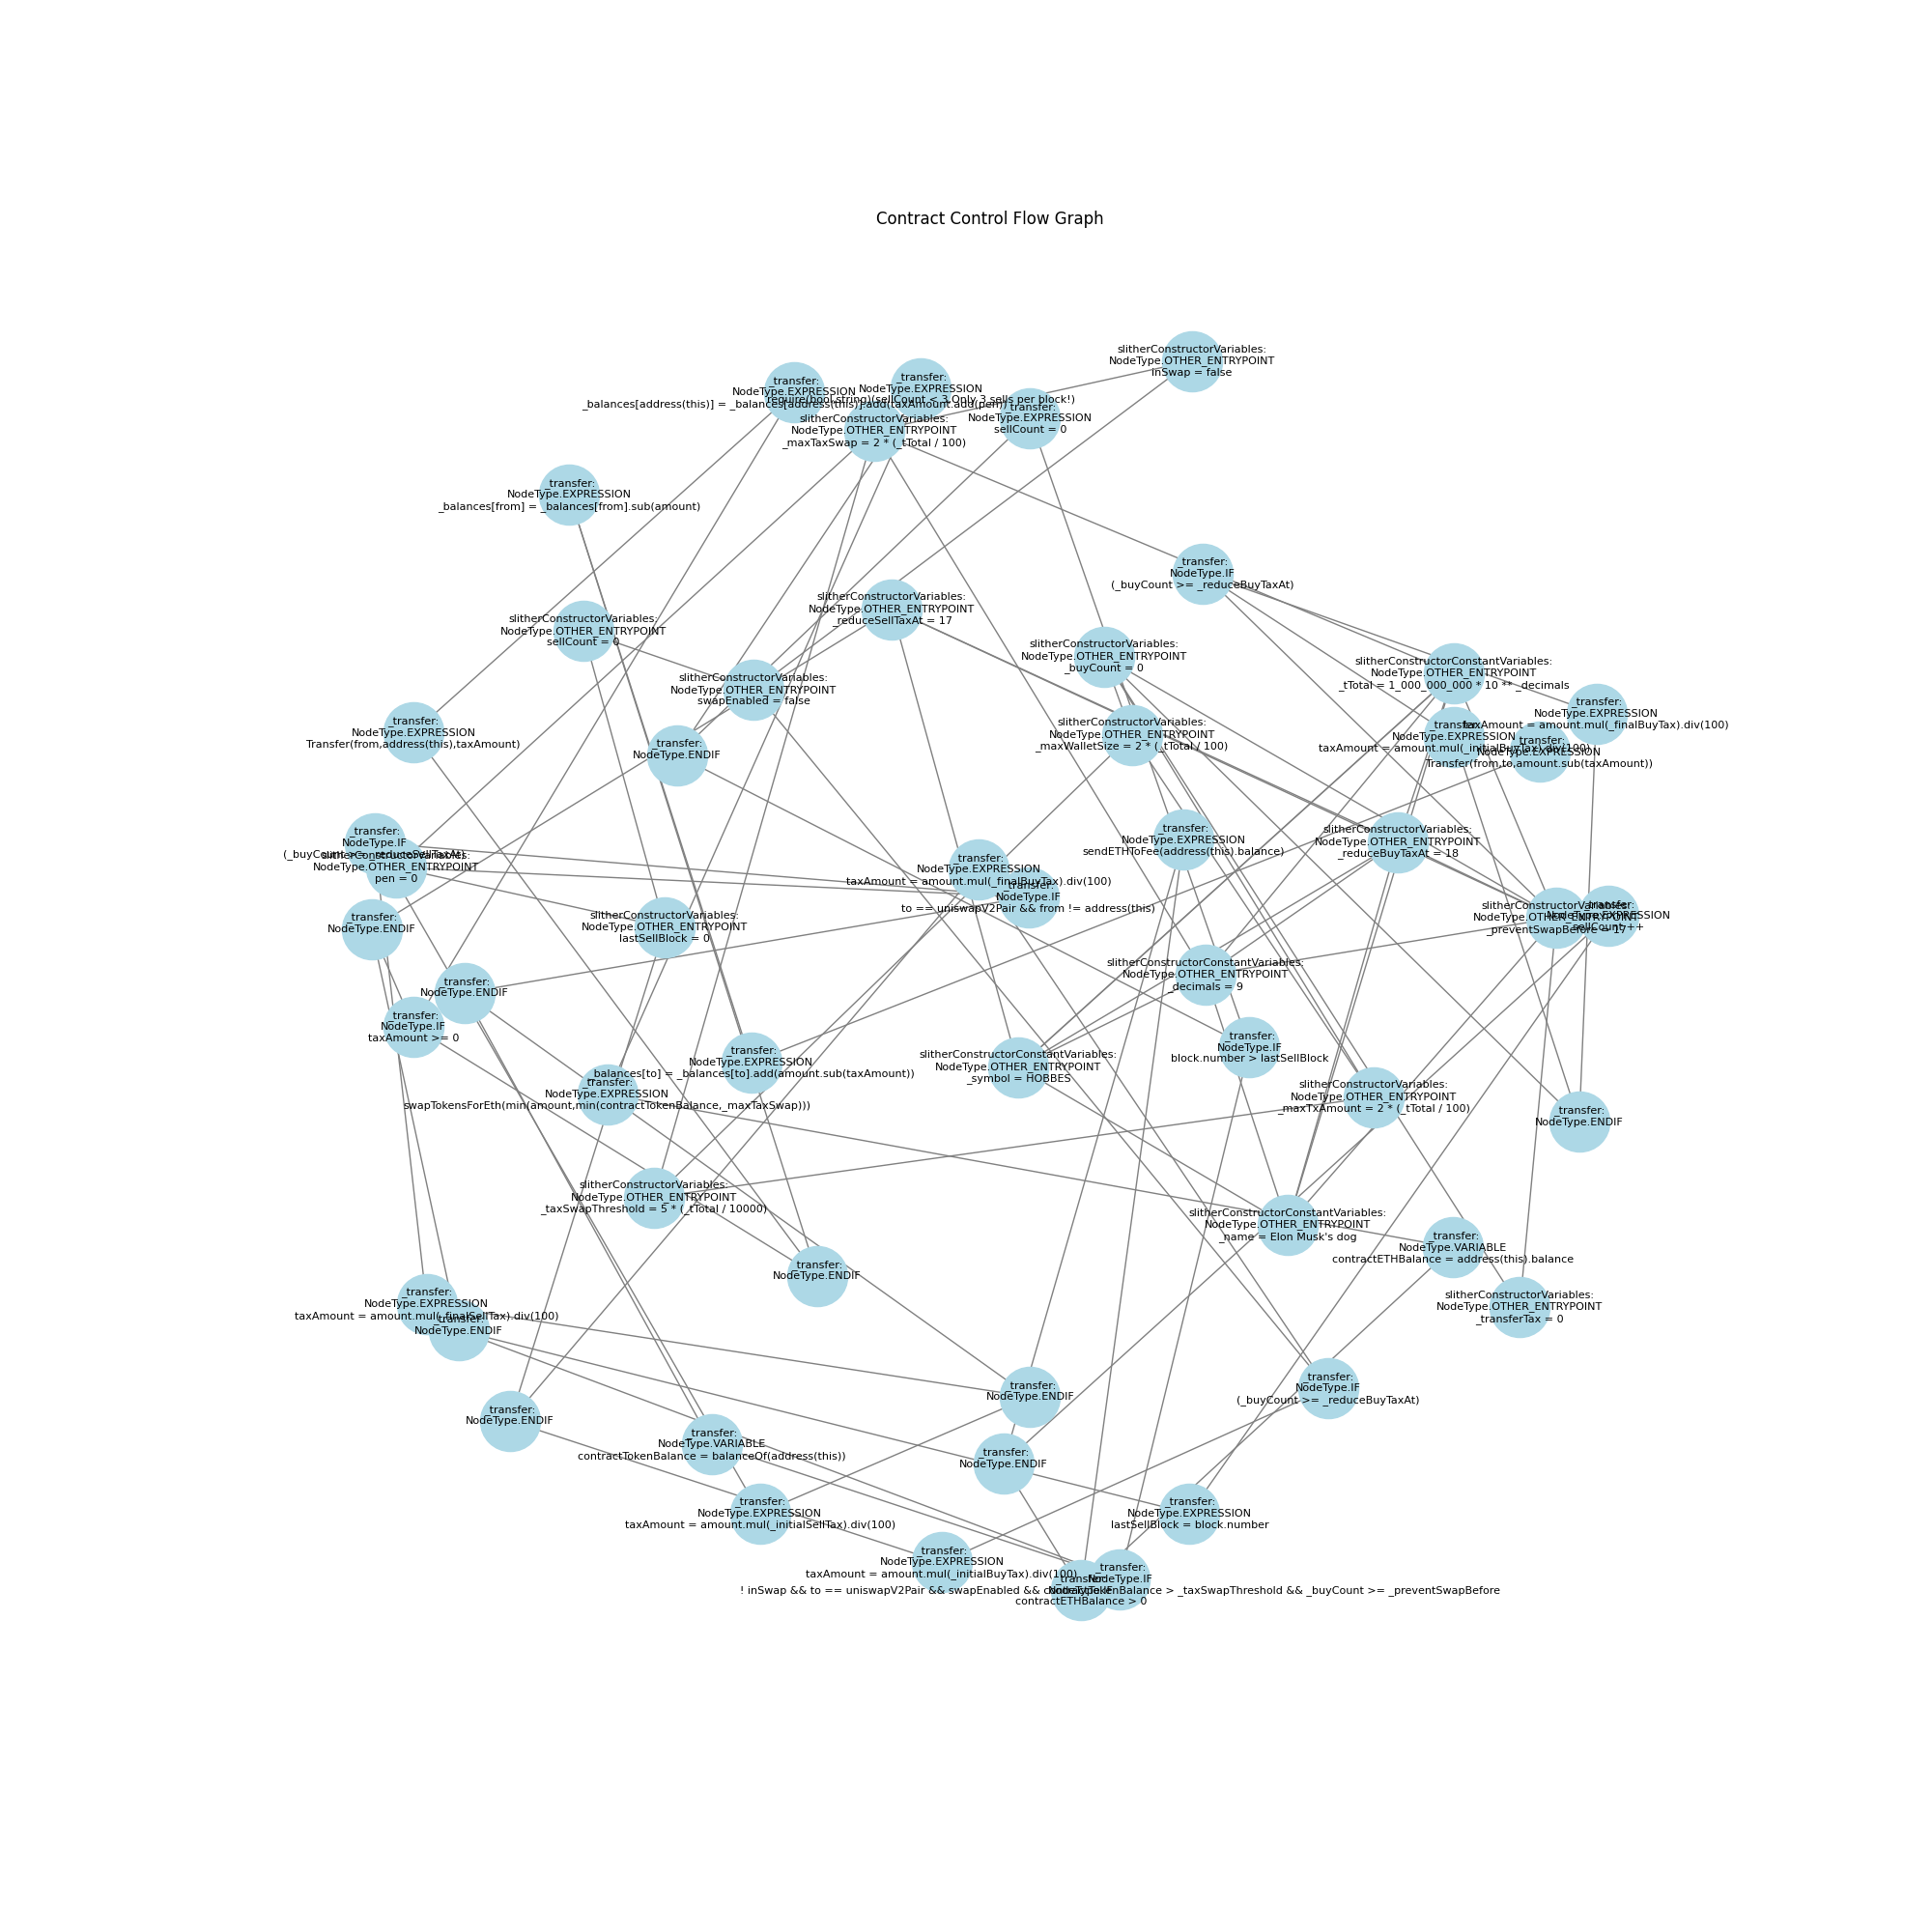 Contract Control Flow Graph
slitherConstructorVariables:
NodeType.OTHER_ENTRYPOINT
inSwap = false
_transfer:
NodeType.EXPRESSION
_balances[address(this)] = _balances[address(this)].add(taxAmount.add(pen))
_transfer:
NodeType.EXPRESSION
require(bool,string)(sellCount < 3,Only 3 sells per block!)
_transfer:
NodeType.EXPRESSION
sellCount = 0
slitherConstructorVariables:
NodeType.OTHER_ENTRYPOINT
_maxTaxSwap = 2 * (_tTotal / 100)
_transfer:
NodeType.EXPRESSION
_balances[from] = _balances[from].sub(amount)
_transfer:
NodeType.IF
(_buyCount >= _reduceBuyTaxAt)
slitherConstructorVariables:
NodeType.OTHER_ENTRYPOINT
_reduceSellTaxAt = 17
slitherConstructorVariables:
NodeType.OTHER_ENTRYPOINT
sellCount = 0
slitherConstructorVariables:
NodeType.OTHER_ENTRYPOINT
_buyCount = 0
slitherConstructorConstantVariables:
NodeType.OTHER_ENTRYPOINT
_tTotal = 1_000_000_000 * 10 ** _decimals
slitherConstructorVariables:
NodeType.OTHER_ENTRYPOINT
swapEnabled = false
_transfer:
NodeType.EXPRESSION
taxAmount = amount.mul(_finalBuyTax).div(100)
_transfer:
NodeType.EXPRESSION
Transfer(from,address(this),taxAmount)
slitherConstructorVariables:
NodeType.OTHER_ENTRYPOINT
_maxWalletSize = 2 * (_tTotal / 100)
_transfer:
NodeType.EXPRESSION
taxAmount = amount.mul(_initialBuyTax).div(100)
_transfer:
NodeType.EXPRESSION
Transfer(from,to,amount.sub(taxAmount))
_transfer:
NodeType.ENDIF
_transfer:
NodeType.IF
(_buyCount >= _reduceSellTaxAt)
slitherConstructorVariables:
NodeType.OTHER_ENTRYPOINT
pen = 0
_transfer:
NodeType.EXPRESSION
sendETHToFee(address(this).balance)
slitherConstructorVariables:
NodeType.OTHER_ENTRYPOINT
_reduceBuyTaxAt = 18
_transfer:
NodeType.EXPRESSION
taxAmount = amount.mul(_finalBuyTax).div(100)
_transfer:
NodeType.IF
to == uniswapV2Pair && from != address(this)
slitherConstructorVariables:
NodeType.OTHER_ENTRYPOINT
_preventSwapBefore = 17
_transfer:
NodeType.EXPRESSION
sellCount ++
_transfer:
NodeType.ENDIF
slitherConstructorVariables:
NodeType.OTHER_ENTRYPOINT
lastSellBlock = 0
slitherConstructorConstantVariables:
NodeType.OTHER_ENTRYPOINT
_decimals = 9
_transfer:
NodeType.ENDIF
_transfer:
NodeType.IF
taxAmount >= 0
_transfer:
NodeType.IF
block.number > lastSellBlock
_transfer:
NodeType.EXPRESSION
_balances[to] = _balances[to].add(amount.sub(taxAmount))
slitherConstructorConstantVariables:
NodeType.OTHER_ENTRYPOINT
_symbol = HOBBES
_transfer:
NodeType.EXPRESSION
swapTokensForEth(min(amount,min(contractTokenBalance,_maxTaxSwap)))
slitherConstructorVariables:
NodeType.OTHER_ENTRYPOINT
_maxTxAmount = 2 * (_tTotal / 100)
_transfer:
NodeType.ENDIF
slitherConstructorVariables:
NodeType.OTHER_ENTRYPOINT
_taxSwapThreshold = 5 * (_tTotal / 10000)
slitherConstructorConstantVariables:
NodeType.OTHER_ENTRYPOINT
_name = Elon Musk's dog
_transfer:
NodeType.VARIABLE
contractETHBalance = address(this).balance
_transfer:
NodeType.ENDIF
slitherConstructorVariables:
NodeType.OTHER_ENTRYPOINT
_transferTax = 0
_transfer:
NodeType.EXPRESSION
taxAmount = amount.mul(_finalSellTax).div(100)
_transfer:
NodeType.ENDIF
_transfer:
NodeType.IF
(_buyCount >= _reduceBuyTaxAt)
_transfer:
NodeType.ENDIF
_transfer:
NodeType.ENDIF
_transfer:
NodeType.VARIABLE
contractTokenBalance = balanceOf(address(this))
_transfer:
NodeType.ENDIF
_transfer:
NodeType.EXPRESSION
taxAmount = amount.mul(_initialSellTax).div(100)
_transfer:
NodeType.EXPRESSION
lastSellBlock = block.number
_transfer:
NodeType.EXPRESSION
taxAmount = amount.mul(_initialBuyTax).div(100)
_transfer:
NodeType.IF
! inSwap && to == uniswapV2Pair && swapEnabled && contractTokenBalance > _taxSwapThreshold && _buyCount >= _preventSwapBefore
_transfer:
NodeType.IF
contractETHBalance > 0